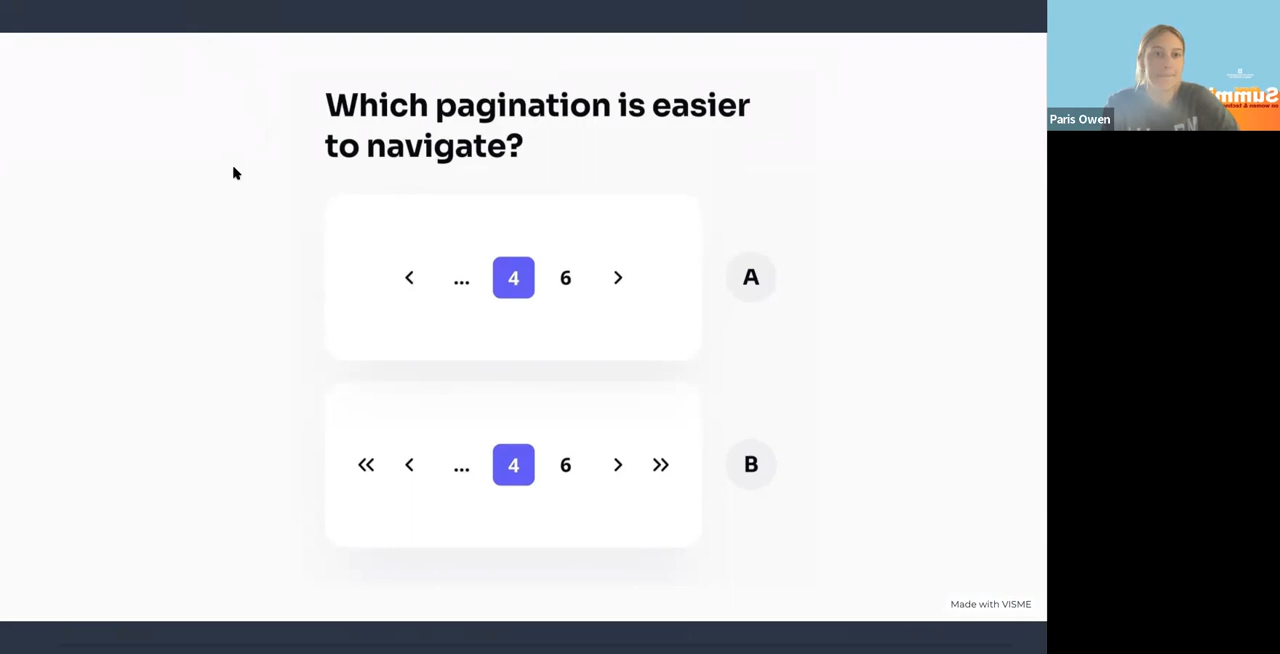 Which pagination is easier
to navigate?
< ... 4 6 >
A
« < ... 4 6 > »
B
Made with VISME
Paris Owen